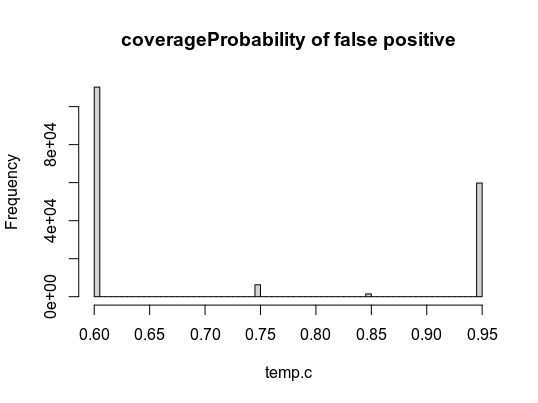 coverageProbability of false positive
Frequency
8e+04
4e+04
0e+00
0.60 0.65 0.70 0.75 0.80 0.85 0.90 0.95
temp.c